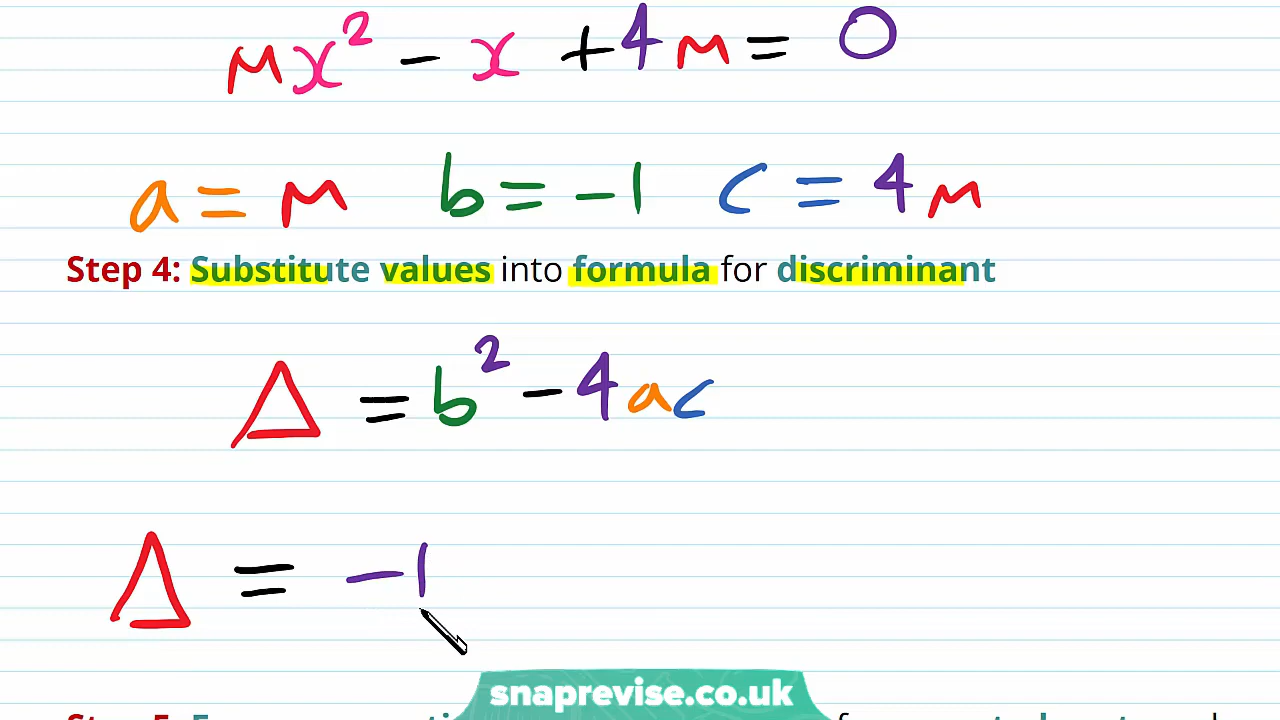 mx² - x + 4m = 0
a = m b = -1 c = 4m
Step 4: Substitute values into formula for discriminant
Δ = b² - 4ac
Δ = -1
snaprevise.co.uk